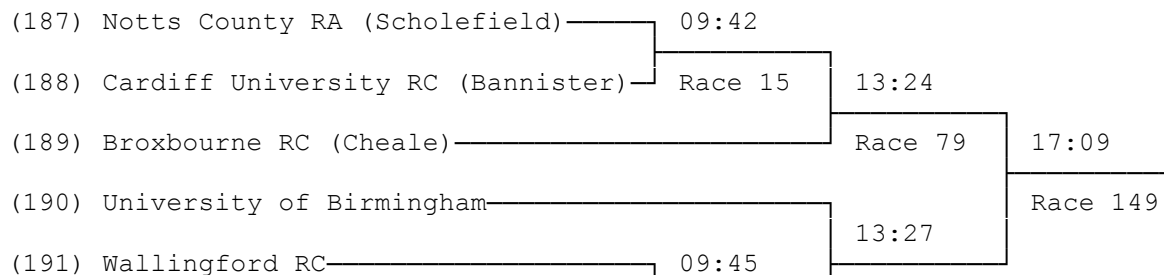 (187) Notts County RA (Scholefield) 09:42
(188) Cardiff University RC (Bannister) Race 15 13:24
(189) Broxbourne RC (Cheale) Race 79 17:09
(190) University of Birmingham Race 149
13:27
(191) Wallingford RC 09:45